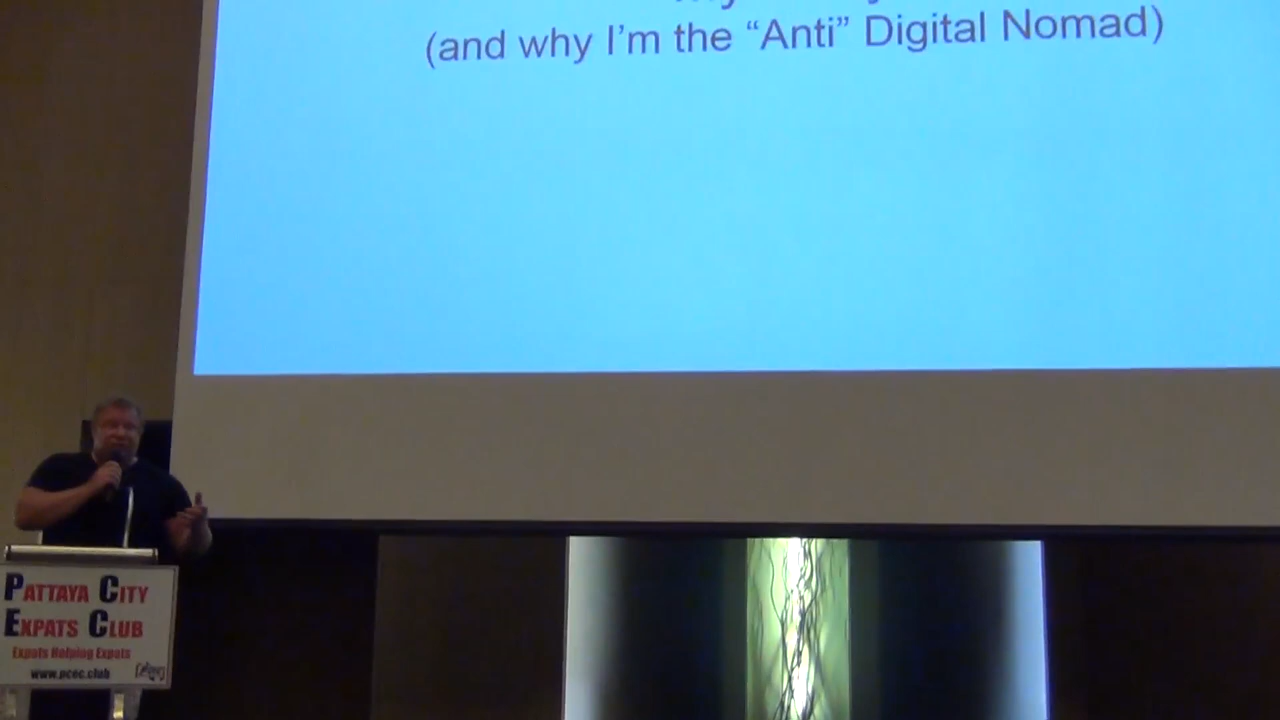 (and why I'm the “Anti” Digital Nomad)
PATTAYA CITY
EXPATS CLUB
Expats Helping Expats
www.pcec.club